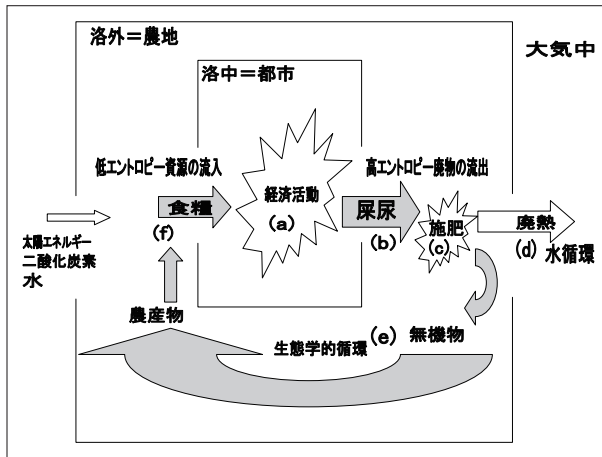 洛外＝農地
大気中
洛中＝都市
低エントロピー資源の流入
高エントロピー廃物の流出
食糧
(f)
経済活動
(a)
屎尿
(b)
施肥
(c)
廃熱
(d)
水循環
太陽エネルギー
二酸化炭素
水
農産物
生態学的循環
(e)
無機物